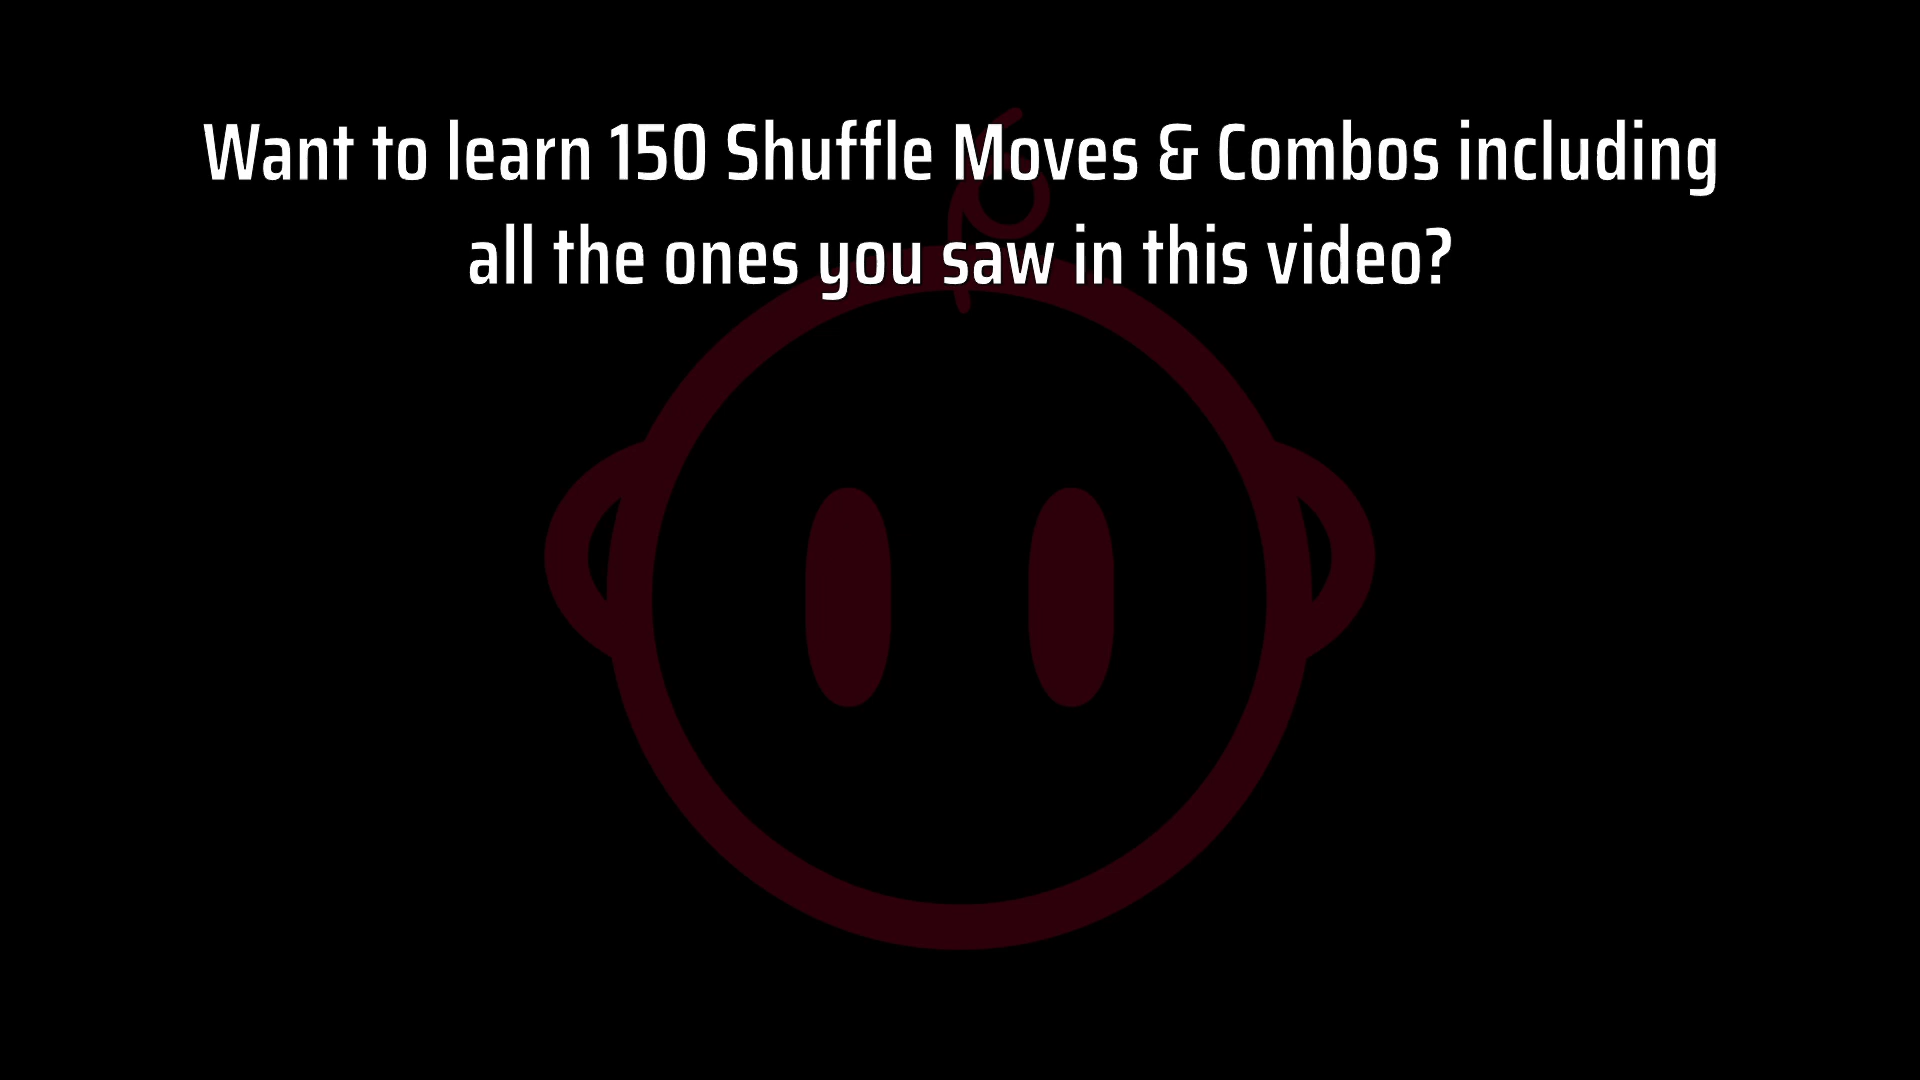 Want to learn 150 Shuffle Moves & Combos including
all the ones you saw in this video?